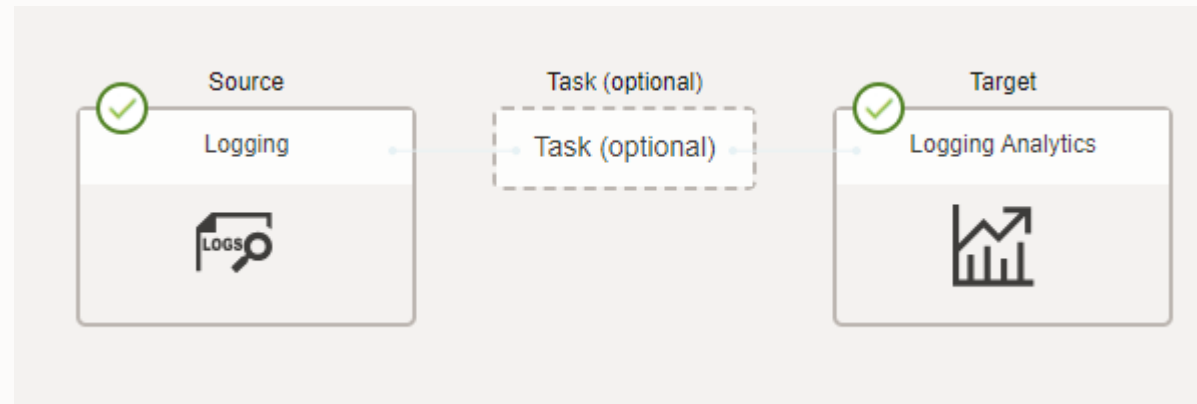 Source
Task (optional)
Target
Logging
Task (optional)
Logging Analytics
LOGS